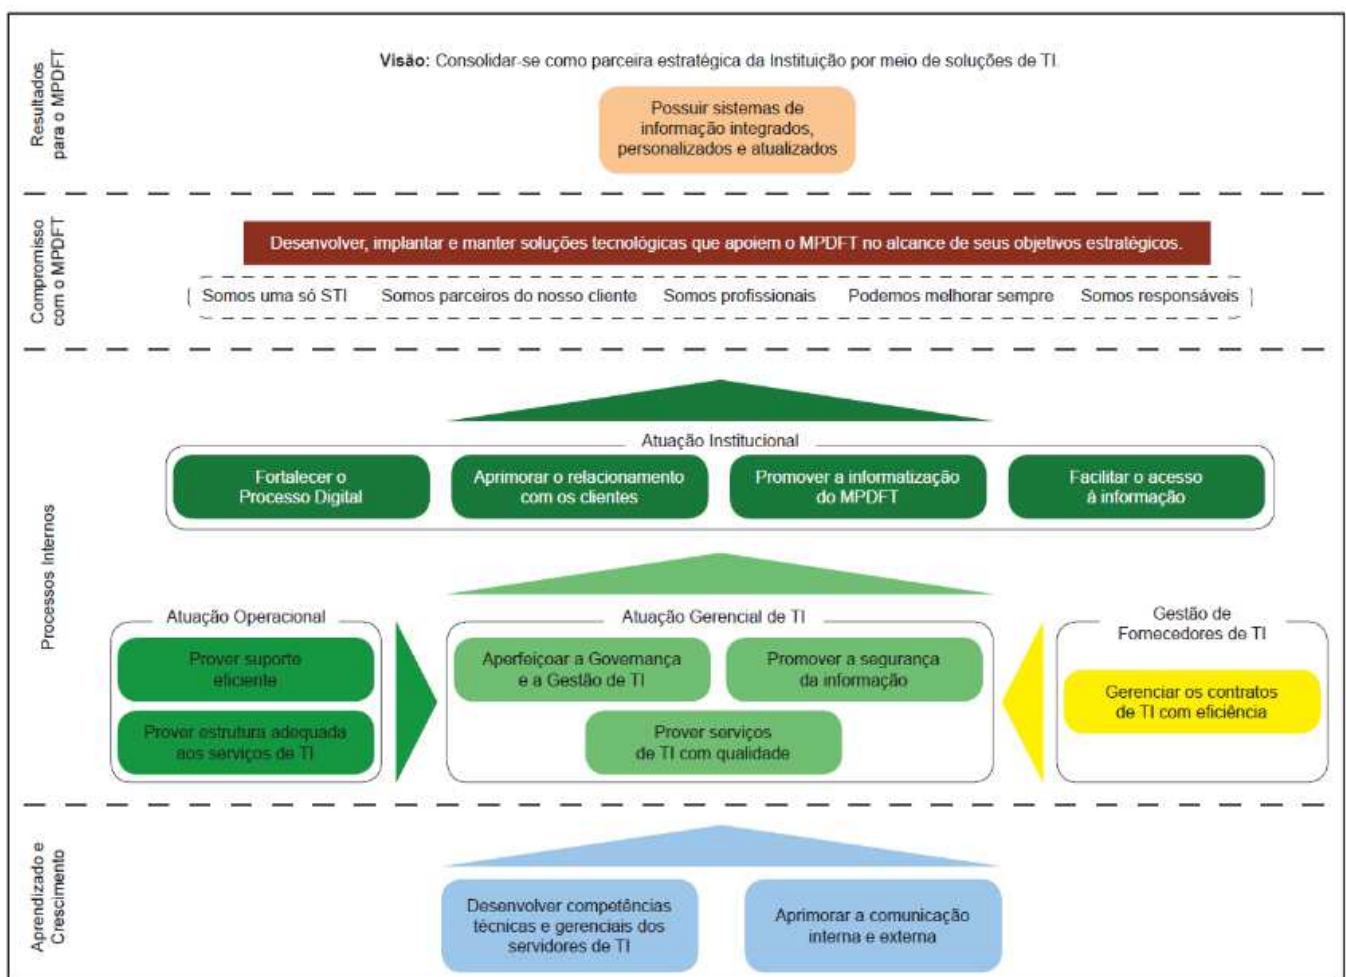 Resultados
para o MPDFT
Visão: Consolidar-se como parceira estratégica da Instituição por meio de soluções de TI.
Possuir sistemas de
informação integrados,
personalizados e atualizados
Compromisso
com o MPDFT
Desenvolver, implantar e manter soluções tecnológicas que apoiem o MPDFT no alcance de seus objetivos estratégicos.
Somos uma só STI Somos parceiros do nosso cliente Somos profissionais Podemos melhorar sempre Somos responsáveis
Processos Internos
Atuação Institucional
Fortalecer o
Processo Digital
Aprimorar o relacionamento
com os clientes
Promover a informatização
do MPDFT
Facilitar o acesso
à informação
Atuação Operacional
Prover suporte
eficiente
Prover estrutura adequada
aos serviços de TI
Atuação Gerencial de TI
Aperfeiçoar a Governança
e a Gestão de TI
Promover a segurança
da informação
Prover serviços
de TI com qualidade
Gestão de
Fornecedores de TI
Gerenciar os contratos
de TI com eficiência
Aprendizado e
Crescimento
Desenvolver competências
técnicas e gerenciais dos
servidores de TI
Aprimorar a comunicação
interna e externa